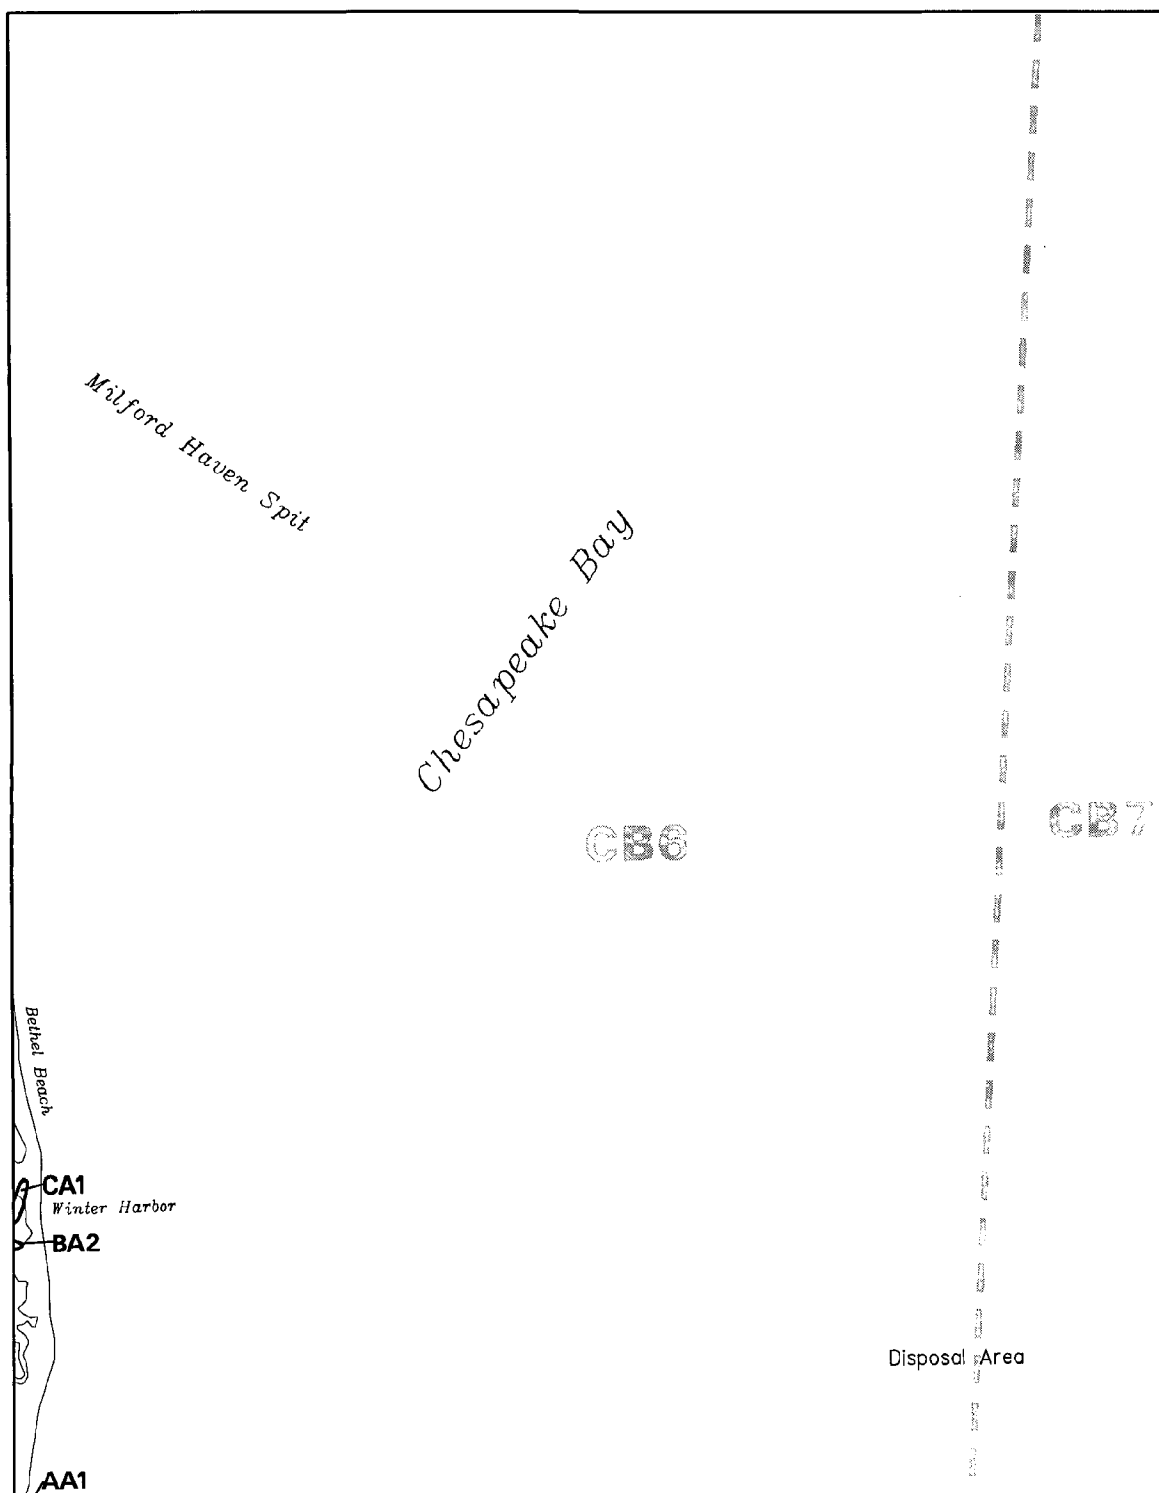 Milford Haven Spit
Chesapeake Bay
CB7
CB6
Bethel Beach
CA1
Winter Harbor
BA2
Disposal Area
AA1